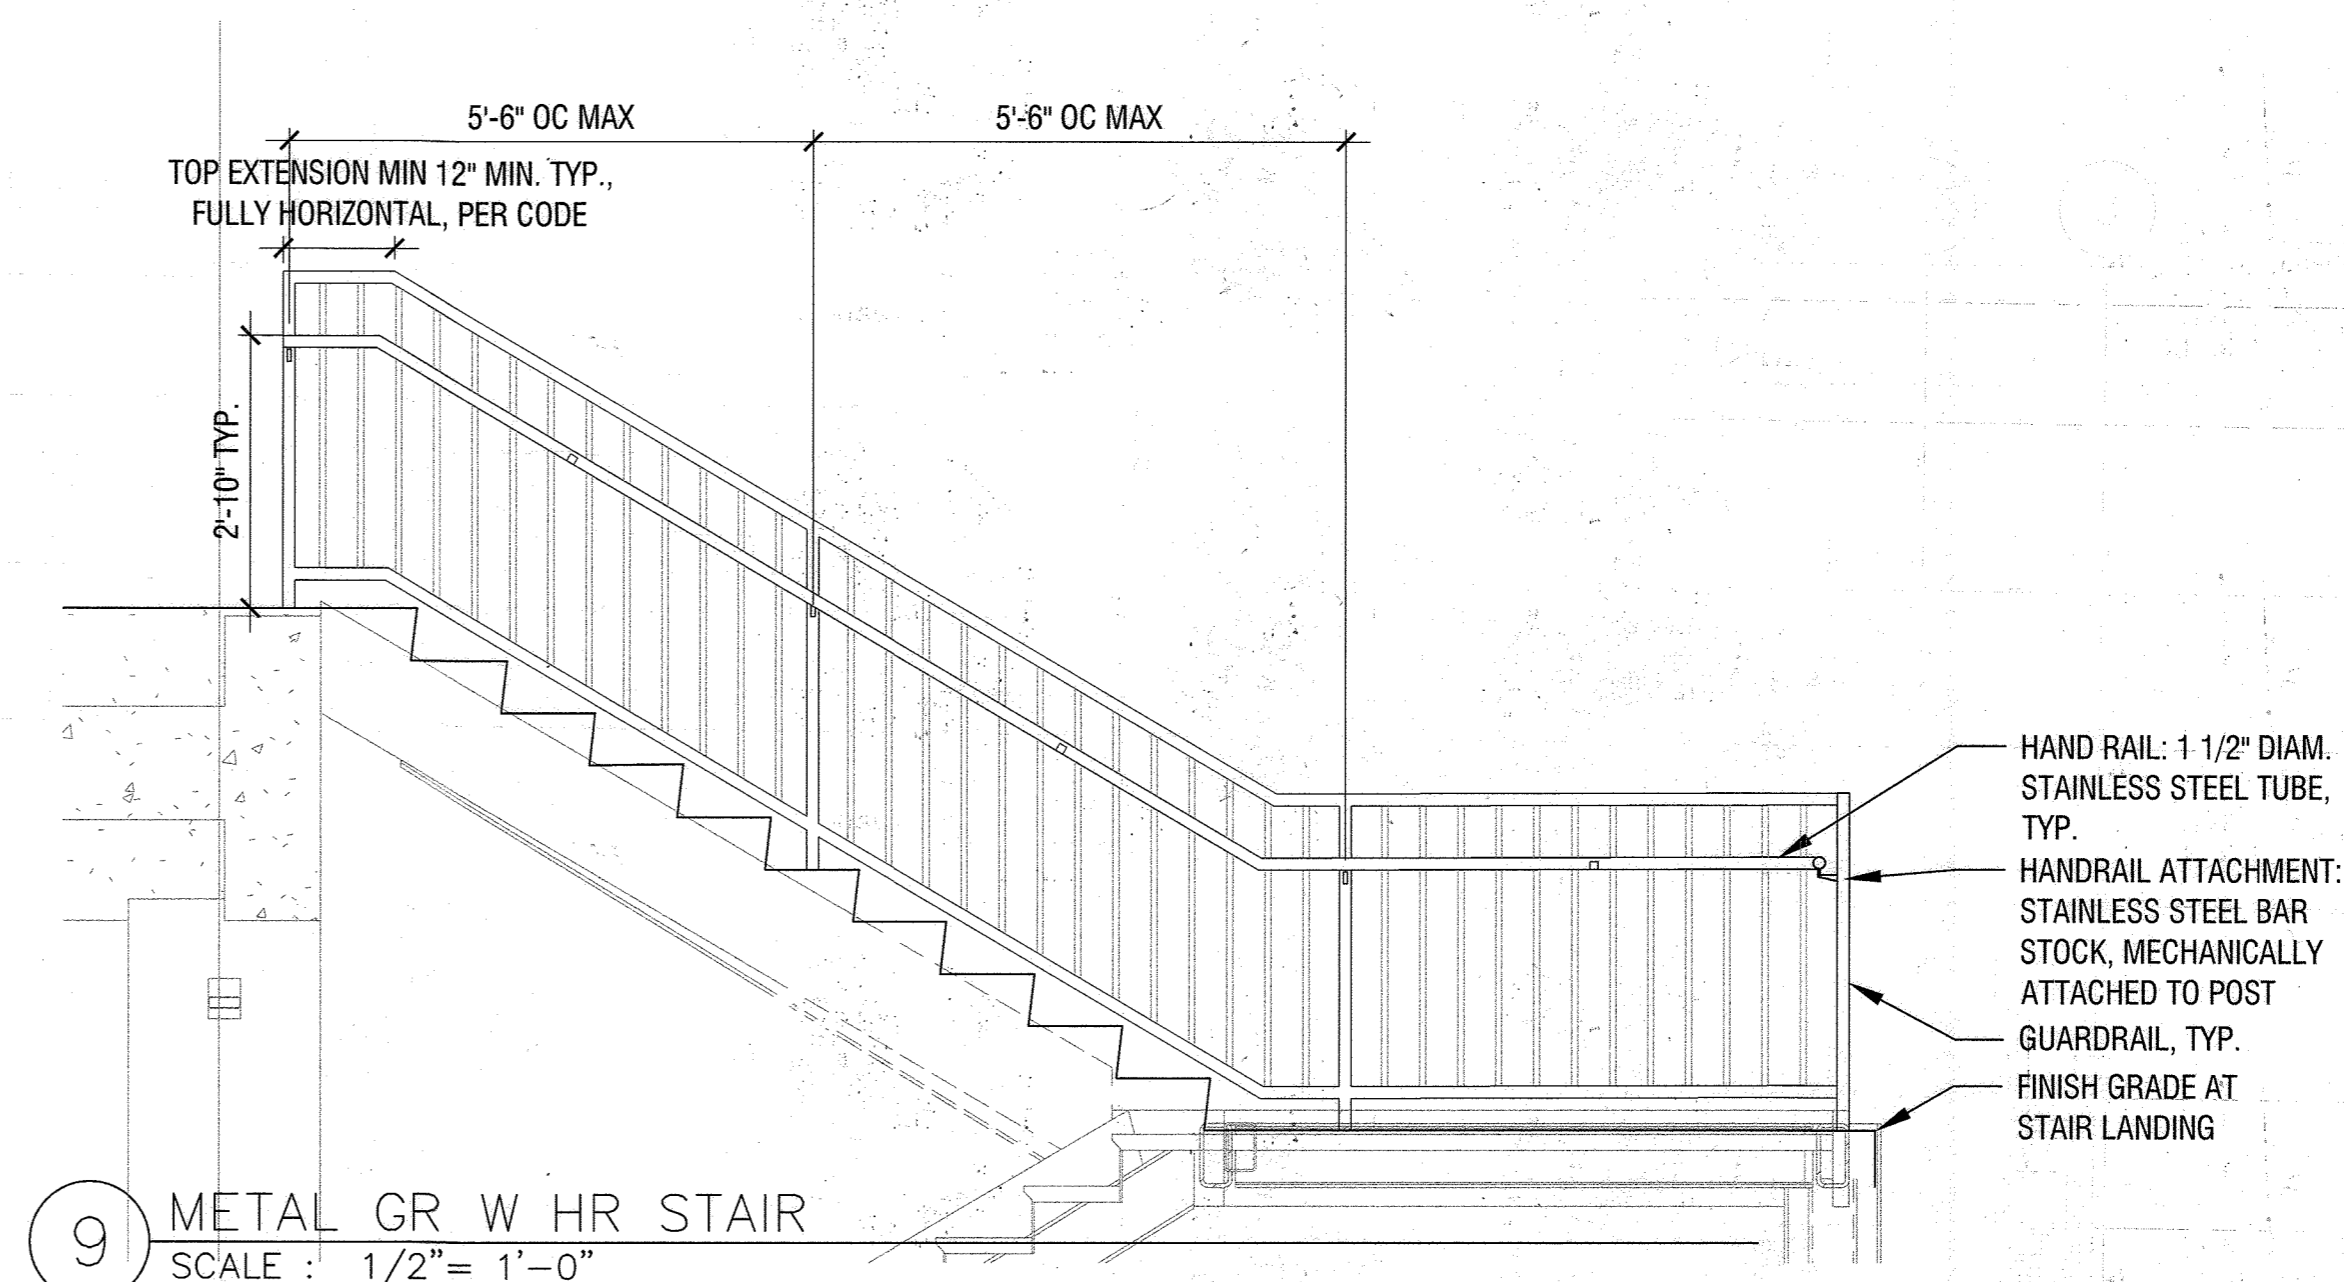 5'-6" OC MAX
5'-6" OC MAX
TOP EXTENSION MIN 12" MIN. TYP.,
FULLY HORIZONTAL, PER CODE
2'-10" TYP.
HAND RAIL: 1 1/2" DIAM.
STAINLESS STEEL TUBE,
TYP.
HANDRAIL ATTACHMENT:
STAINLESS STEEL BAR
STOCK, MECHANICALLY
ATTACHED TO POST
GUARDRAIL, TYP.
FINISH GRADE AT
STAIR LANDING
9
METAL GR W HR STAIR
SCALE : 1/2"= 1'-0"